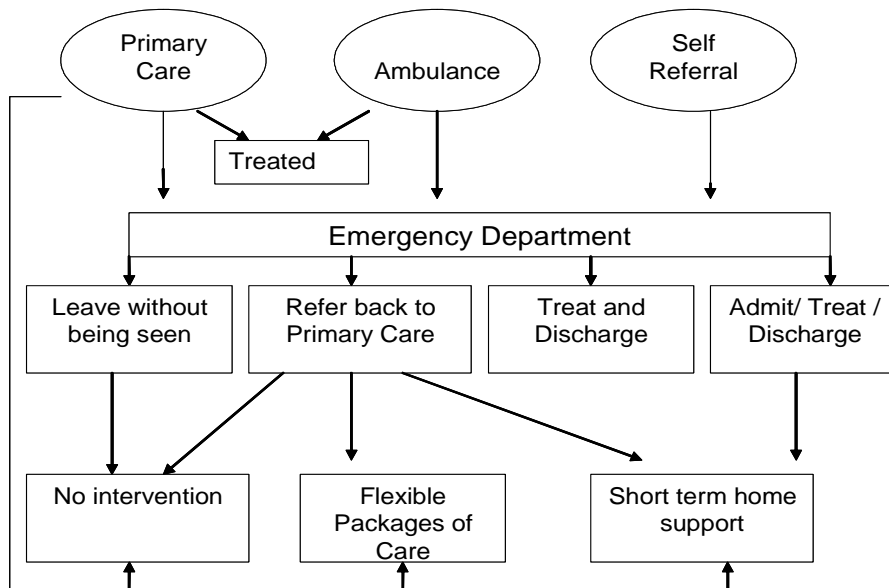 Primary
Care
Ambulance
Self
Referral
Treated
Emergency Department
Leave without
being seen
Refer back to
Primary Care
Treat and
Discharge
Admit/ Treat /
Discharge
No intervention
Flexible
Packages of
Care
Short term home
support